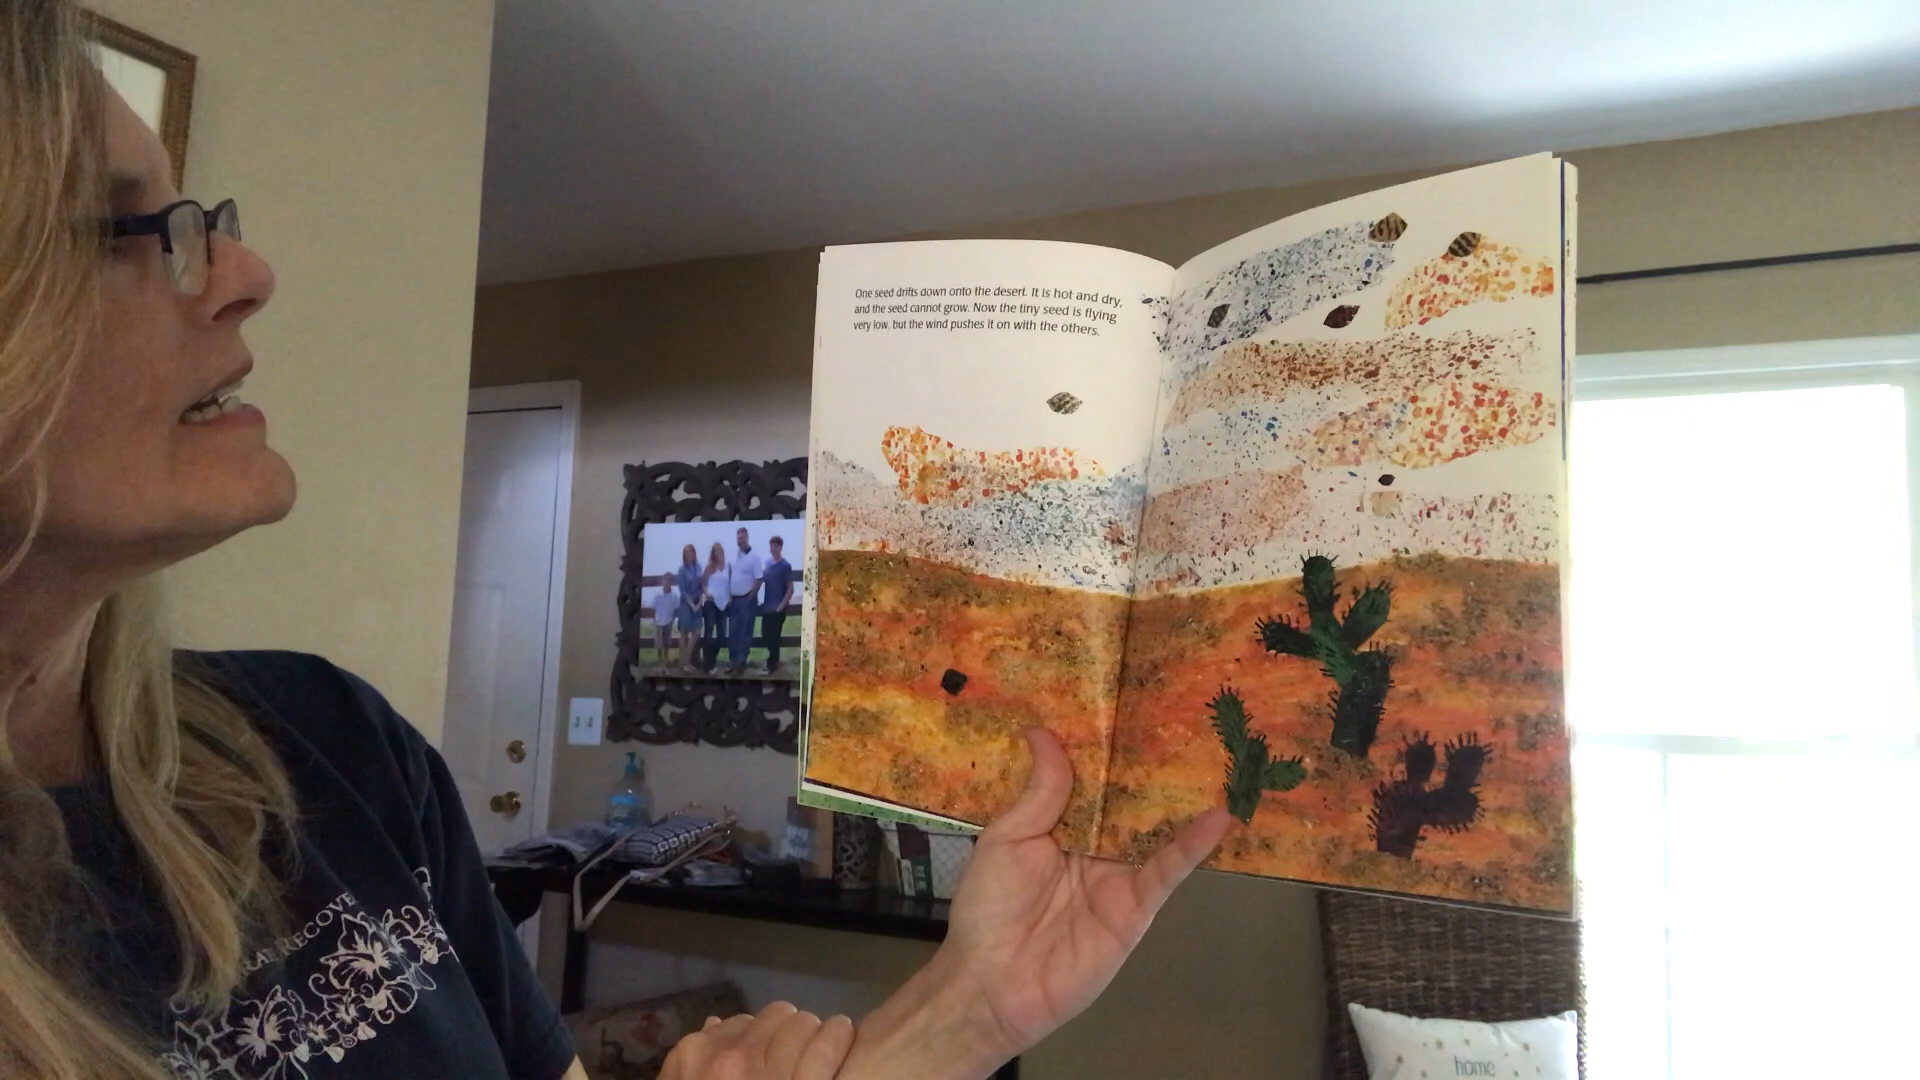 One seed drifts down onto the desert. It is hot and dry,
and the seed cannot grow. Now the tiny seed is flying
very low, but the wind pushes it on with the others.
home